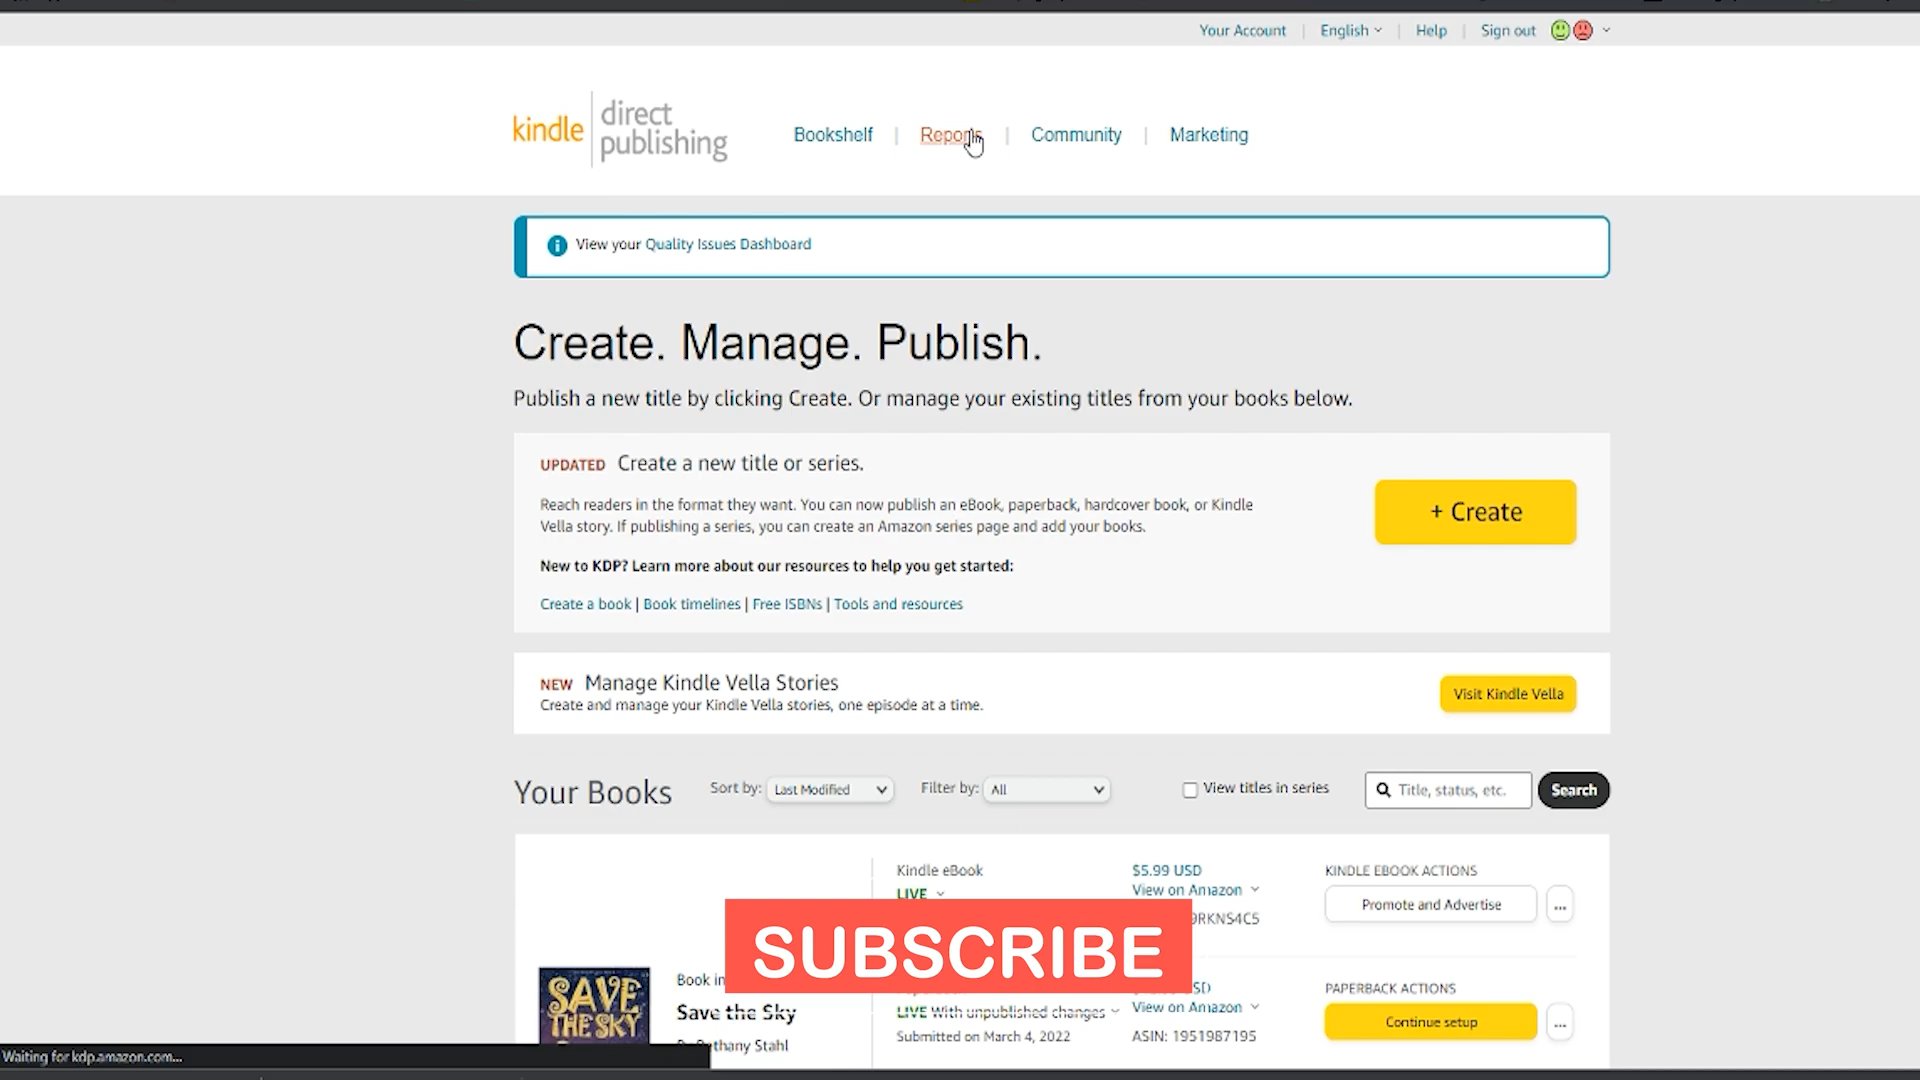 Your Account | English | Help | Sign out
kindle direct publishing
Bookshelf | Reports | Community | Marketing
View your Quality Issues Dashboard
Create. Manage. Publish.
Publish a new title by clicking Create. Or manage your existing titles from your books below.
UPDATED Create a new title or series.
Reach readers in the format they want. You can now publish an eBook, paperback, hardcover book, or Kindle
Vella story. If publishing a series, you can create an Amazon series page and add your books.
+ Create
New to KDP? Learn more about our resources to help you get started:
Create a book | Book timelines | Free ISBNs | Tools and resources
NEW Manage Kindle Vella Stories
Create and manage your Kindle Vella stories, one episode at a time.
Visit Kindle Vella
Your Books Sort by: Last Modified Filter by: All View titles in series Title, status, etc. Search
Kindle eBook $5.99 USD KINDLE EBOOK ACTIONS
LIVE View on Amazon Promote and Advertise ...
9RKNS4C5
SUBSCRIBE
SAVE THE SKY
Book in
Save the Sky
Bethany Stahl
PAPERBACK ACTIONS
LIVE With unpublished changes View on Amazon Continue setup ...
Submitted on March 4, 2022 ASIN: 1951987195
Waiting for kdp.amazon.com...